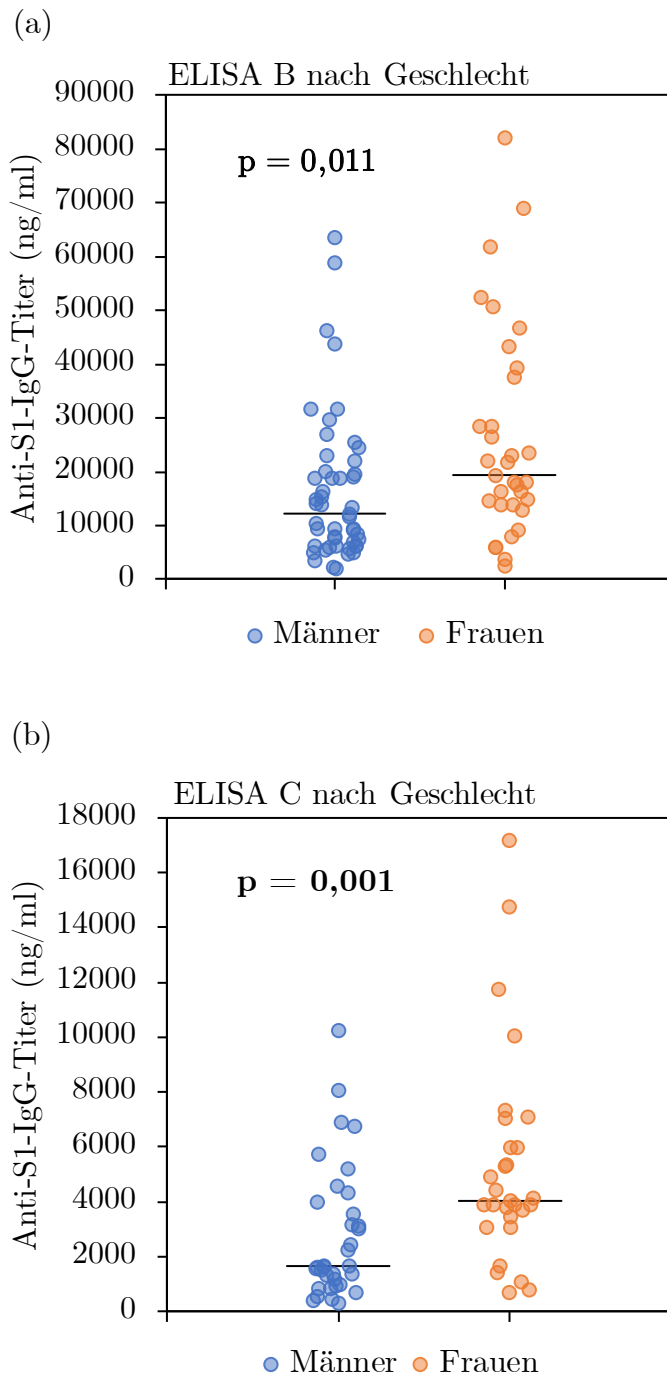 (a)
ELISA B nach Geschlecht
90000
80000
70000
60000
50000
40000
30000
20000
10000
0
Anti-S1-IgG-Titer (ng/ml)
p = 0,011
Männer Frauen
(b)
ELISA C nach Geschlecht
18000
16000
14000
12000
10000
8000
6000
4000
2000
0
Anti-S1-IgG-Titer (ng/ml)
p = 0,001
Männer Frauen